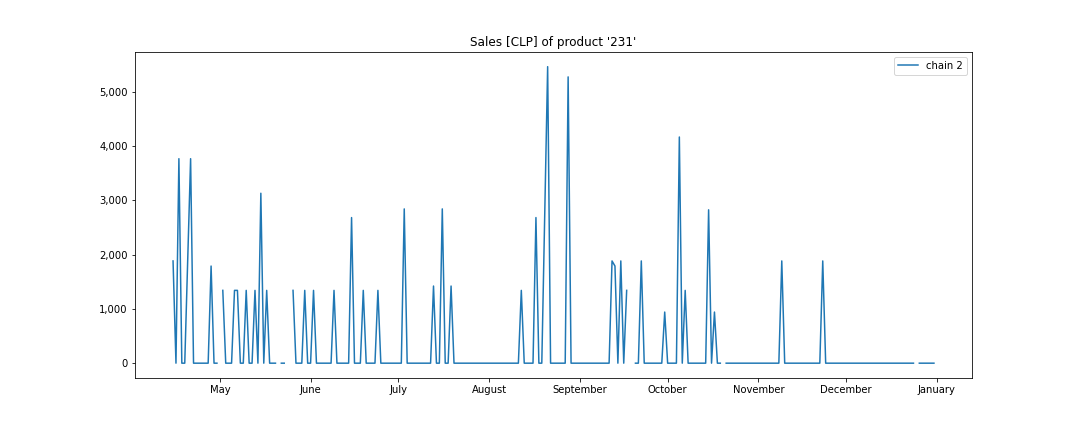 Sales [CLP] of product '231'
chain 2
5,000
4,000
3,000
2,000
1,000
0
May June July August September October November December January